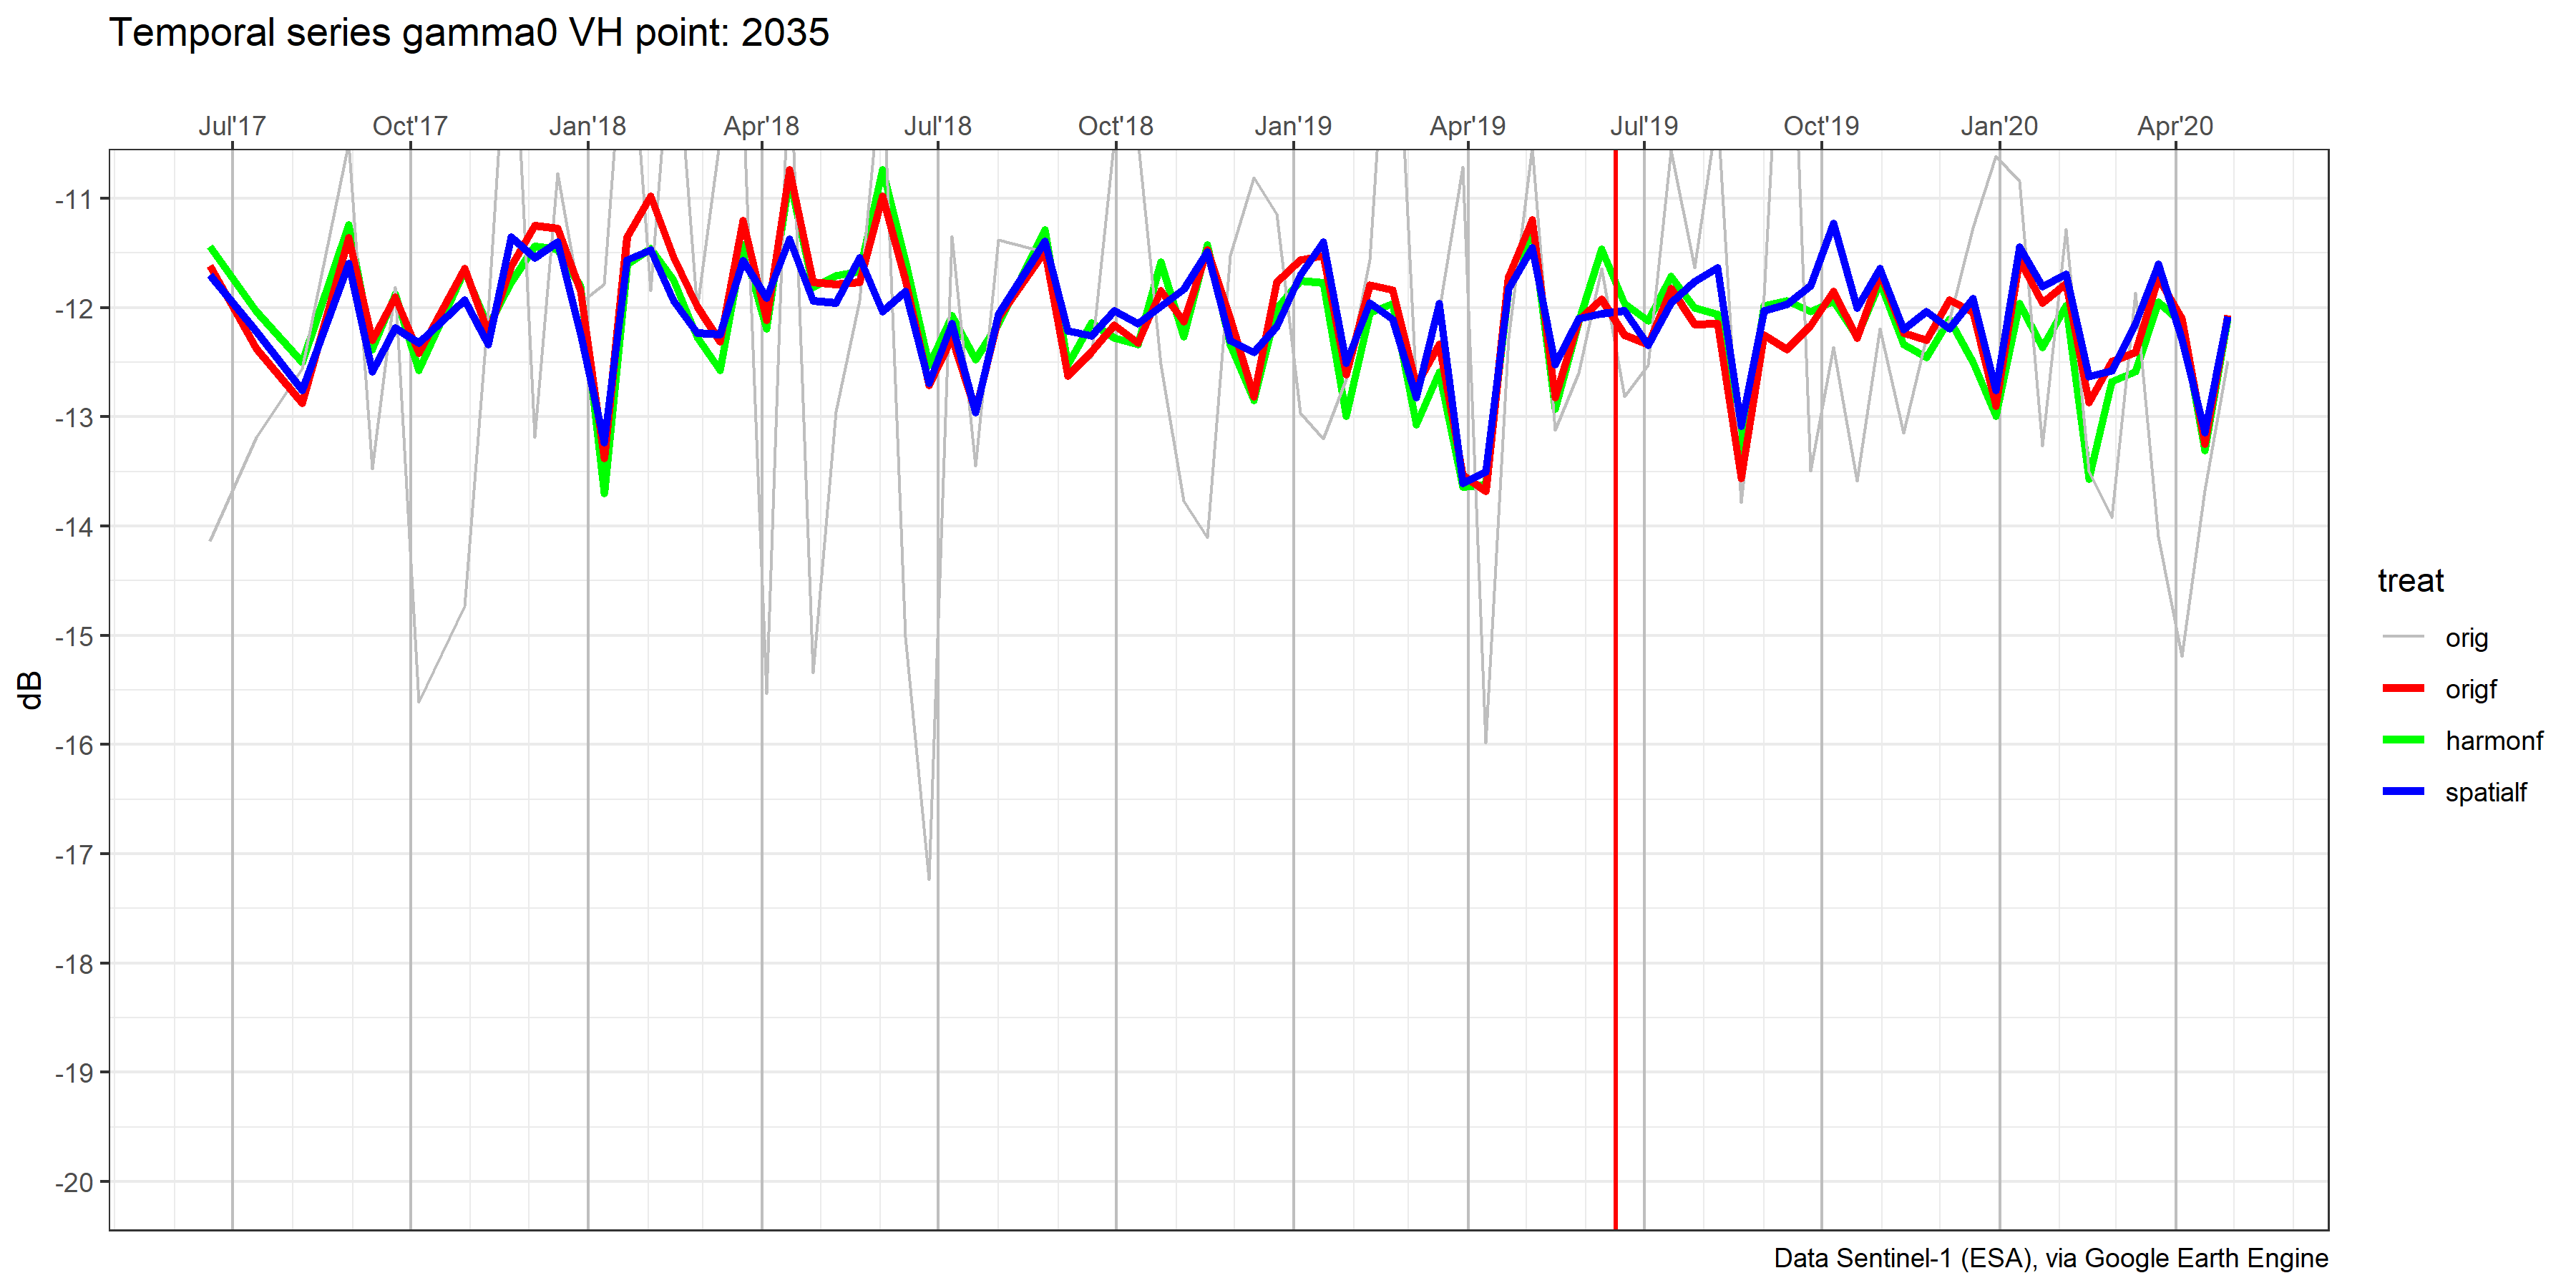 Temporal series gamma0 VH point: 2035
Jul'17 Oct'17 Jan'18 Apr'18 Jul'18 Oct'18 Jan'19 Apr'19 Jul'19 Oct'19 Jan'20 Apr'20
-11
-12
-13
-14
-15
-16
-17
-18
-19
-20
dB
treat
orig
origf
harmonf
spatialf
Data Sentinel-1 (ESA), via Google Earth Engine